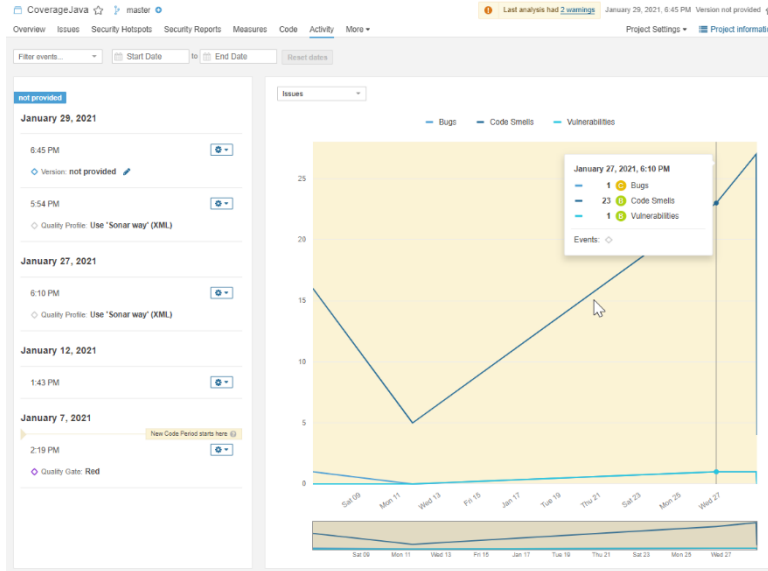 CoverageJava master Last analysis had 2 warnings January 29, 2021, 6:45 PM Version not provided
Overview Issues Security Hotspots Security Reports Measures Code Activity More Project Settings Project informatio
Filter events... Start Date to End Date Reset dates
not provided
January 29, 2021
6:45 PM
Version: not provided
5:54 PM
Quality Profile: Use 'Sonar way' (XML)
January 27, 2021
6:10 PM
Quality Profile: Use 'Sonar way' (XML)
January 12, 2021
1:43 PM
January 7, 2021
New Code Period starts here
2:19 PM
Quality Gate: Red
Issues
Bugs Code Smells Vulnerabilities
January 27, 2021, 6:10 PM
1 C Bugs
23 B Code Smells
1 B Vulnerabilities
Events:
25
20
15
10
5
0
Sat 09 Mon 11 Wed 13 Fri 15 Jan 17 Tue 19 Thu 21 Sat 23 Mon 25 Wed 27
Sat 09 Mon 11 Wed 13 Fri 15 Jan 17 Tue 19 Thu 21 Sat 23 Mon 25 Wed 27